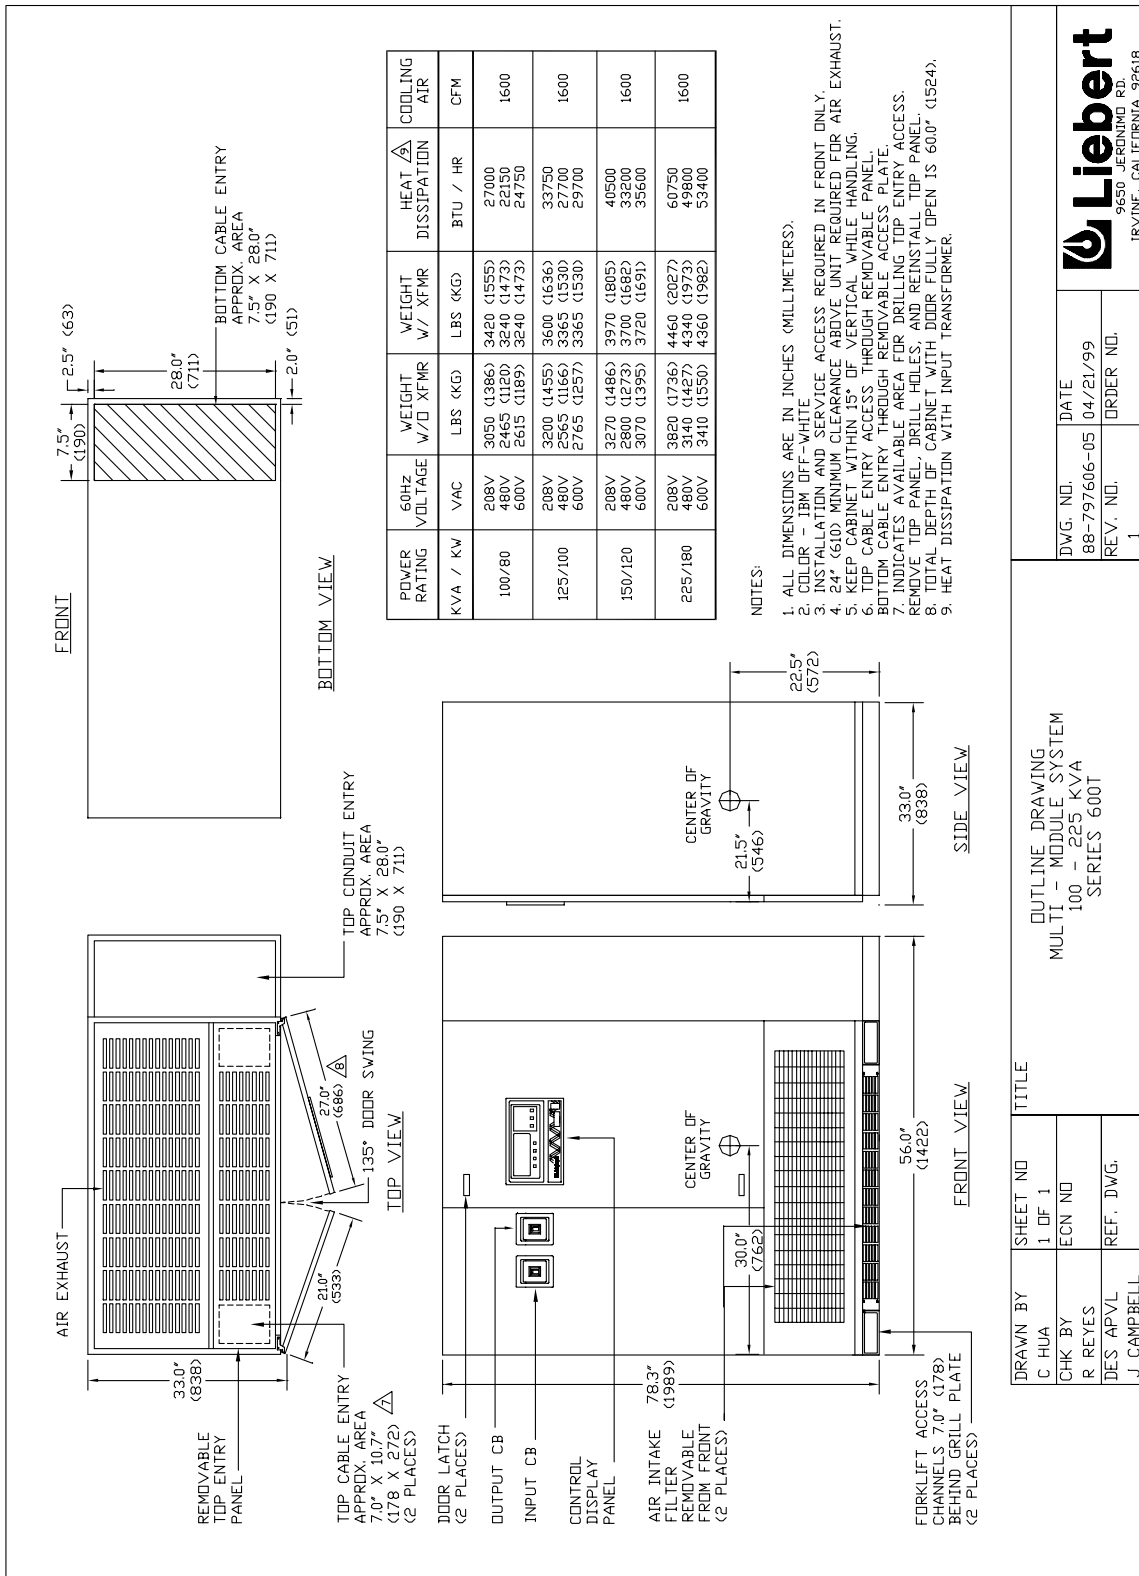 AIR EXHAUST
33.0"
(838)
REMOVABLE
TOP ENTRY
PANEL
TOP CABLE ENTRY
APPROX. AREA
7.0" X 10.7"
(178 X 272) 7
(2 PLACES)
21.0"
(533)
27.0"
(686) 8
135° DOOR SWING
TOP VIEW
TOP CONDUIT ENTRY
APPROX. AREA
7.5" X 28.0"
(190 X 711)
FRONT
7.5"
(190)
2.5" (63)
28.0"
(711)
2.0" (51)
BOTTOM CABLE ENTRY
APPROX. AREA
7.5" X 28.0"
(190 X 711)
BOTTOM VIEW
DOOR LATCH
(2 PLACES)
OUTPUT CB
INPUT CB
CONTROL
DISPLAY
PANEL
AIR INTAKE
FILTER
REMOVABLE
FROM FRONT
(2 PLACES)
FORKLIFT ACCESS
CHANNELS 7.0" (178)
BEHIND GRILL PLATE
(2 PLACES)
78.3"
(1989)
30.0"
(762)
CENTER OF
GRAVITY
56.0"
(1422)
FRONT VIEW
CENTER OF
GRAVITY
21.5"
(546)
22.5"
(572)
33.0"
(838)
SIDE VIEW
POWER RATING 60Hz VOLTAGE WEIGHT W/O XFMR WEIGHT W/ XFMR HEAT 9 DISSIPATION COOLING AIR
KVA / KW VAC LBS (KG) LBS (KG) BTU / HR CFM
100/80 208V 3050 (1386) 3420 (1555) 27000 1600
480V 2465 (1120) 3240 (1473) 22150
600V 2615 (1189) 3240 (1473) 24750
125/100 208V 3200 (1455) 3600 (1636) 33750 1600
480V 2565 (1166) 3365 (1530) 27700
600V 2765 (1257) 3365 (1530) 29700
150/120 208V 3270 (1486) 3970 (1805) 40500 1600
480V 2800 (1273) 3700 (1682) 33200
600V 3070 (1395) 3720 (1691) 35600
225/180 208V 3820 (1736) 4460 (2027) 60750 1600
480V 3140 (1427) 4340 (1973) 49800
600V 3410 (1550) 4360 (1982) 53400
NOTES:
1. ALL DIMENSIONS ARE IN INCHES (MILLIMETERS).
2. COLOR - IBM OFF-WHITE
3. INSTALLATION AND SERVICE ACCESS REQUIRED IN FRONT ONLY.
4. 24" (610) MINIMUM CLEARANCE ABOVE UNIT REQUIRED FOR AIR EXHAUST.
5. KEEP CABINET WITHIN 15° OF VERTICAL WHILE HANDLING.
6. TOP CABLE ENTRY ACCESS THROUGH REMOVABLE PANEL.
BOTTOM CABLE ENTRY THROUGH REMOVABLE ACCESS PLATE.
7. INDICATES AVAILABLE AREA FOR DRILLING TOP ENTRY ACCESS.
REMOVE TOP PANEL, DRILL HOLES, AND REINSTALL TOP PANEL.
8. TOTAL DEPTH OF CABINET WITH DOOR FULLY OPEN IS 60.0" (1524).
9. HEAT DISSIPATION WITH INPUT TRANSFORMER.
DRAWN BY
C HUA
CHK BY
R REYES
DES APVL
J CAMPBELL
SHEET NO
1 OF 1
ECN NO
REF. DWG.
TITLE
OUTLINE DRAWING
MULTI - MODULE SYSTEM
100 - 225 KVA
SERIES 600T
DWG. NO.
88-797606-05
REV. NO.
1
DATE
04/21/99
ORDER NO.
Liebert
9650 JERONIMO RD.
IRVINE, CALIFORNIA 92618